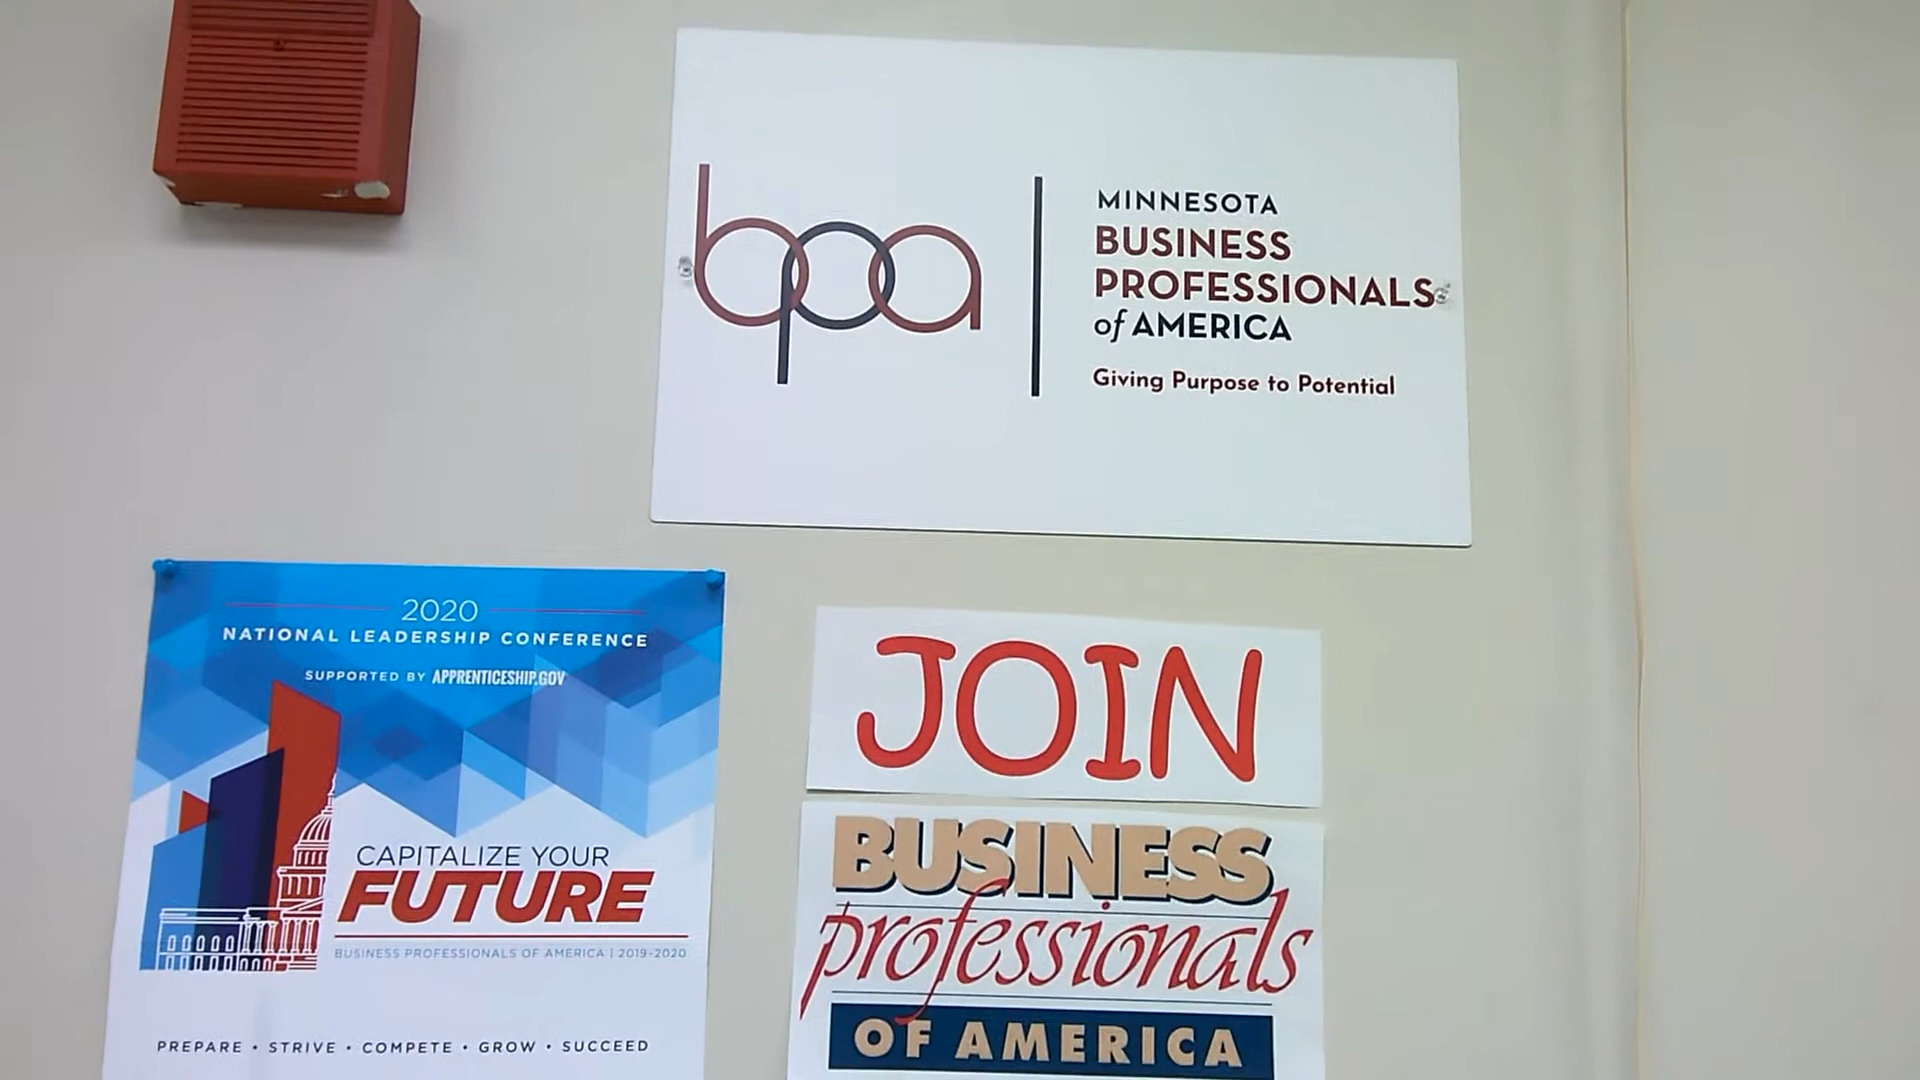 bpa
MINNESOTA
BUSINESS
PROFESSIONALS
of AMERICA
Giving Purpose to Potential
2020
NATIONAL LEADERSHIP CONFERENCE
SUPPORTED BY APPRENTICESHIP.GOV
CAPITALIZE YOUR
FUTURE
BUSINESS PROFESSIONALS OF AMERICA | 2019-2020
PREPARE • STRIVE • COMPETE • GROW • SUCCEED
JOIN
BUSINESS
professionals
OF AMERICA